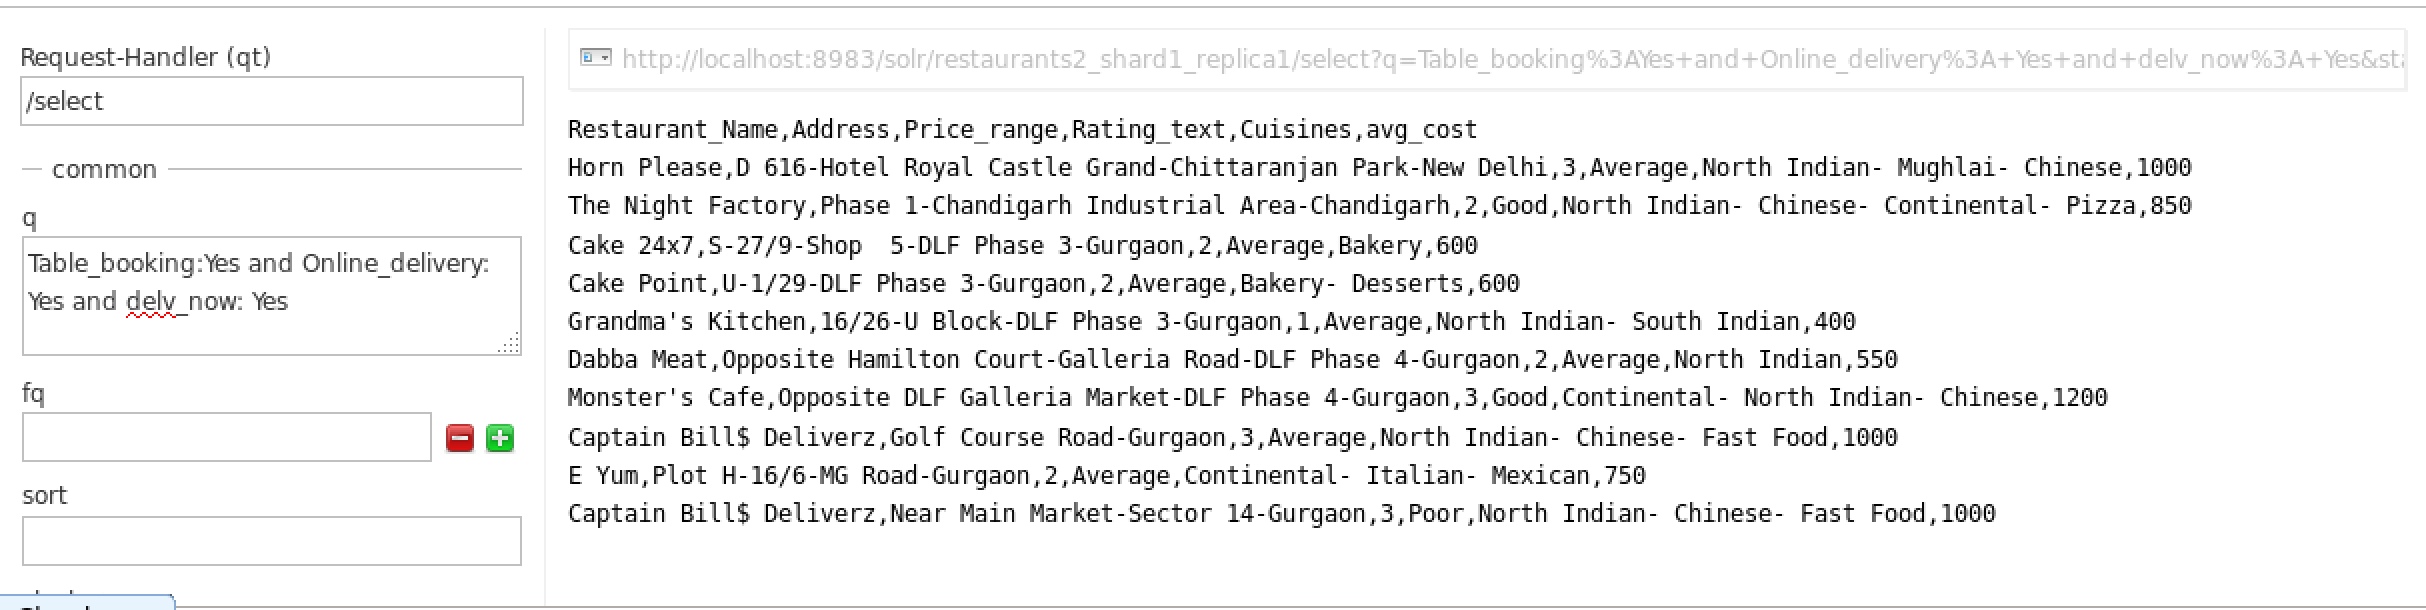 Request-Handler (qt)
/select
common
q
Table_booking:Yes and Online_delivery:
Yes and delv_now: Yes
fq
sort
http://localhost:8983/solr/restaurants2_shard1_replica1/select?q=Table_booking%3AYes+and+Online_delivery%3A+Yes+and+delv_now%3A+Yes&sta
Restaurant_Name,Address,Price_range,Rating_text,Cuisines,avg_cost
Horn Please,D 616-Hotel Royal Castle Grand-Chittaranjan Park-New Delhi,3,Average,North Indian- Mughlai- Chinese,1000
The Night Factory,Phase 1-Chandigarh Industrial Area-Chandigarh,2,Good,North Indian- Chinese- Continental- Pizza,850
Cake 24x7,S-27/9-Shop  5-DLF Phase 3-Gurgaon,2,Average,Bakery,600
Cake Point,U-1/29-DLF Phase 3-Gurgaon,2,Average,Bakery- Desserts,600
Grandma's Kitchen,16/26-U Block-DLF Phase 3-Gurgaon,1,Average,North Indian- South Indian,400
Dabba Meat,Opposite Hamilton Court-Galleria Road-DLF Phase 4-Gurgaon,2,Average,North Indian,550
Monster's Cafe,Opposite DLF Galleria Market-DLF Phase 4-Gurgaon,3,Good,Continental- North Indian- Chinese,1200
Captain Bill$ Deliverz,Golf Course Road-Gurgaon,3,Average,North Indian- Chinese- Fast Food,1000
E Yum,Plot H-16/6-MG Road-Gurgaon,2,Average,Continental- Italian- Mexican,750
Captain Bill$ Deliverz,Near Main Market-Sector 14-Gurgaon,3,Poor,North Indian- Chinese- Fast Food,1000